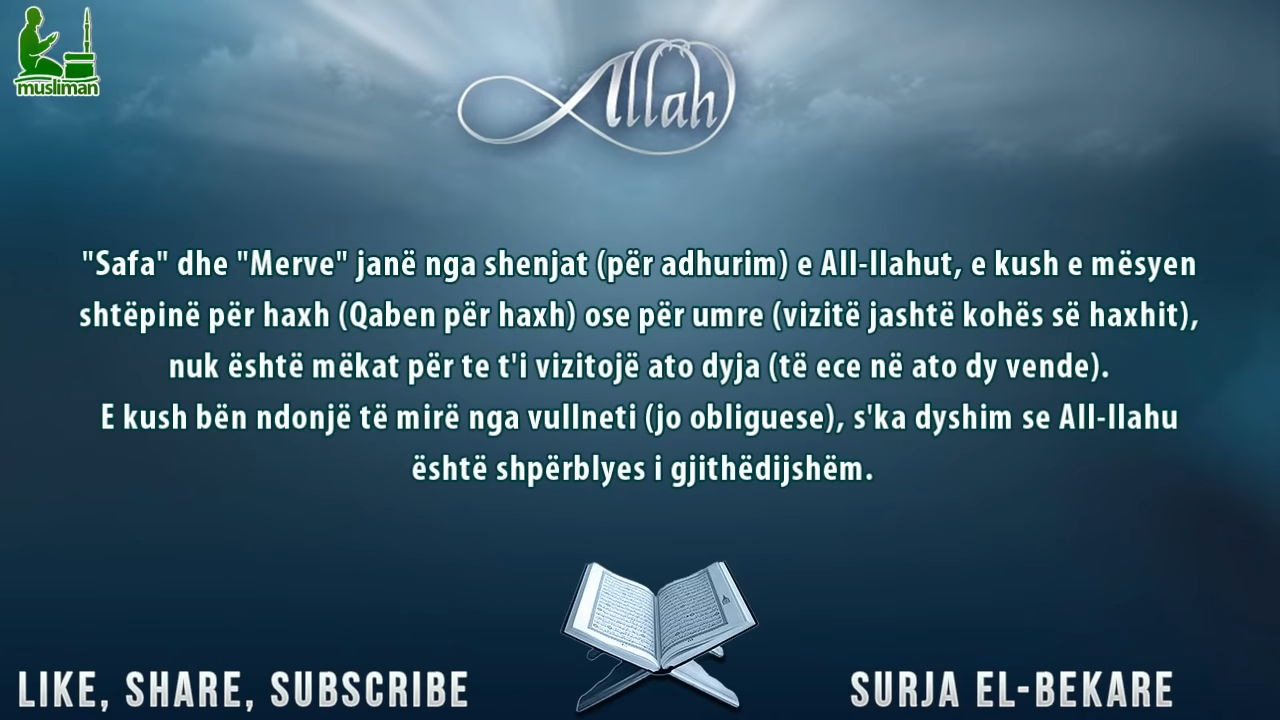 musliman
Allah
"Safa" dhe "Merve" janë nga shenjat (për adhurim) e All-llahut, e kush e mësyen
shtëpinë për haxh (Qaben për haxh) ose për umre (vizitë jashtë kohës së haxhit),
nuk është mëkat për te t'i vizitojë ato dyja (të ece në ato dy vende).
E kush bën ndonjë të mirë nga vullneti (jo obliguese), s'ka dyshim se All-llahu
është shpërblyes i gjithëdijshëm.
LIKE, SHARE, SUBSCRIBE
SURJA EL-BEKARE